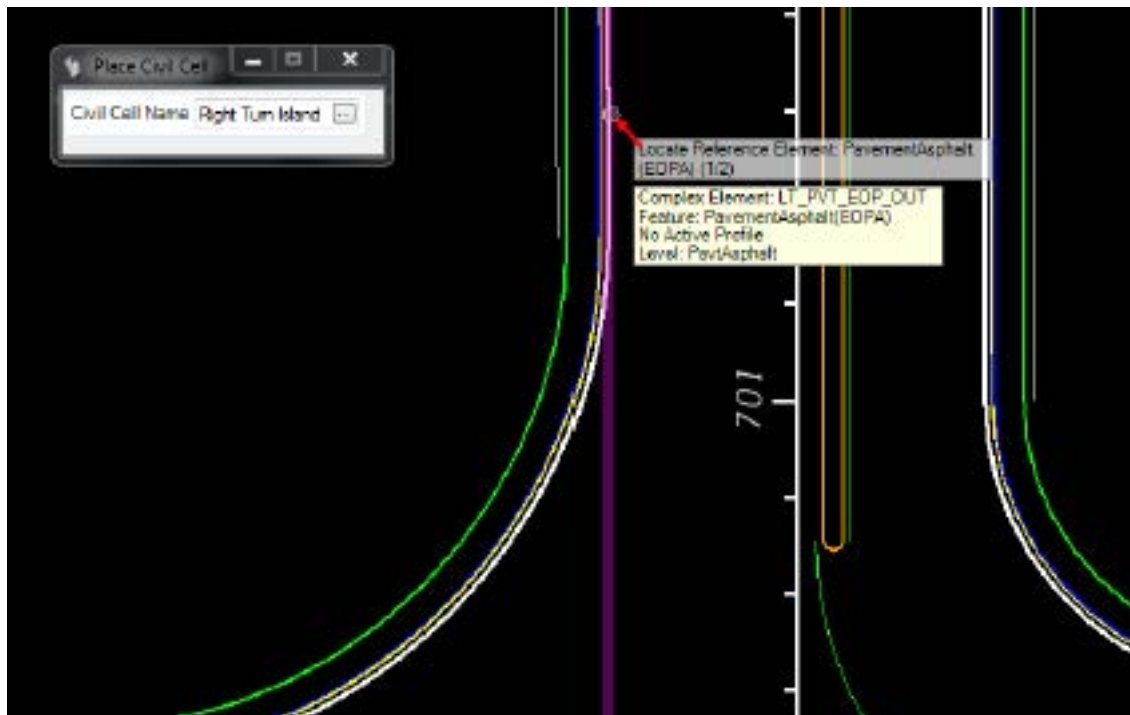 Place Civil Cell
Civil Cell Name Right Turn Island ...
Locate Reference Element: PavementAsphalt
(EOPA) (1/2)
Complex Element: LT_PVT_EOP_OUT
Feature: PavementAsphalt(EOPA)
No Active Profile
Level: PavtAsphalt
701